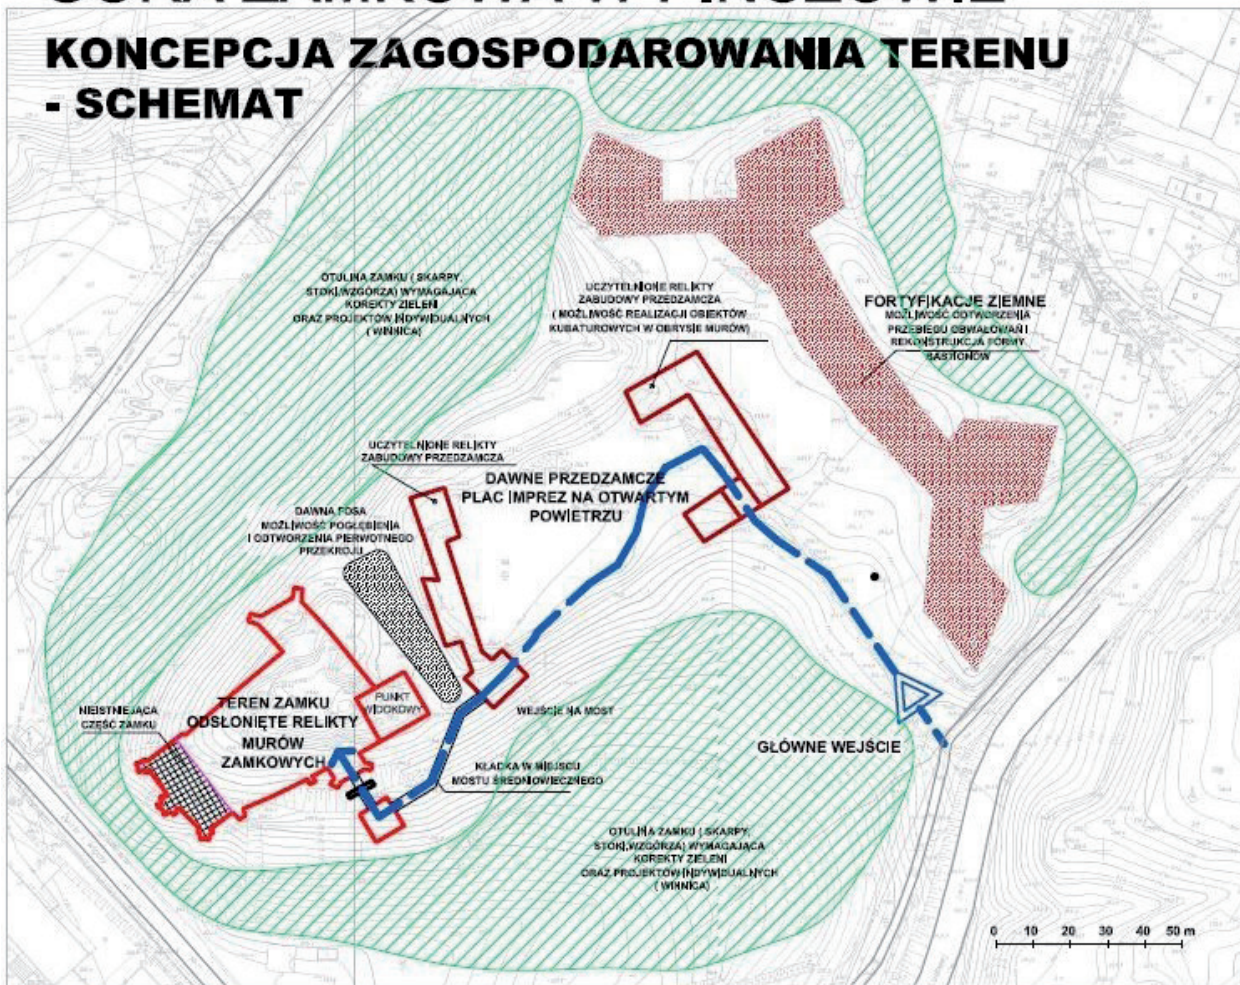 KONCEPCJA ZAGOSPODAROWANIA TERENU
- SCHEMAT
OTULINA ZAMKU ( SKARPY,
STOKI,WZGÓRZA) WYMAGAJĄCA
KOREKTY ZIELENI
ORAZ PROJEKTÓW INDYWIDUALNYCH
( WINNICA)
UCZYTELNIONE RELIKTY
ZABUDOWY PRZEDZAMCZA
( MOŻLIWOŚĆ REALIZACJI OBIEKTÓW
KUBATUROWYCH W OBRYSIE MURÓW)
FORTYFIKACJE ZIEMNE
MOŻLIWOŚĆ ODTWORZENIA
PRZEBIEGU OBWAŁOWAŃ I
REKONSTRUKCJA FORMY
BASTIONÓW
UCZYTELNIONE RELIKTY
ZABUDOWY PRZEDZAMCZA
DAWNE PRZEDZAMCZE
PLAC IMPREZ NA OTWARTYM
POWIETRZU
DAWNA FOSA
MOŻLIWOŚĆ POGŁĘBIENIA
I ODTWORZENIA PIERWOTNEGO
PRZEKROJU
NIEISTNIEJĄCA
CZĘŚĆ ZAMKU
TEREN ZAMKU
ODSŁONIĘTE RELIKTY
MURÓW
ZAMKOWYCH
PUNKT
WIDOKOWY
WEJŚCIE NA MOST
GŁÓWNE WEJŚCIE
KŁADKA W MIEJSCU
MOSTU ŚREDNIOWIECZNEGO
OTULINA ZAMKU ( SKARPY,
STOKI,WZGÓRZA) WYMAGAJĄCA
KOREKTY ZIELENI
ORAZ PROJEKTÓW INDYWIDUALNYCH
( WINNICA)
0 10 20 30 40 50 m